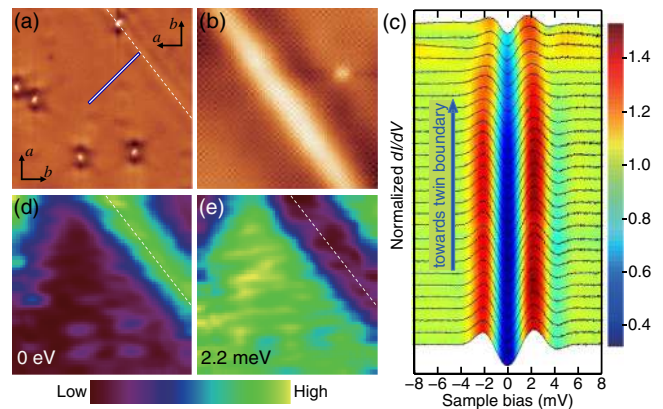 (a)
b
a
a
b
(b)
(c)
Normalized dI/dV
towards twin boundary
1.4
1.2
1.0
0.8
0.6
0.4
−8 −6 −4 −2 0 2 4 6 8
Sample bias (mV)
(d)
0 eV
(e)
2.2 meV
Low
High